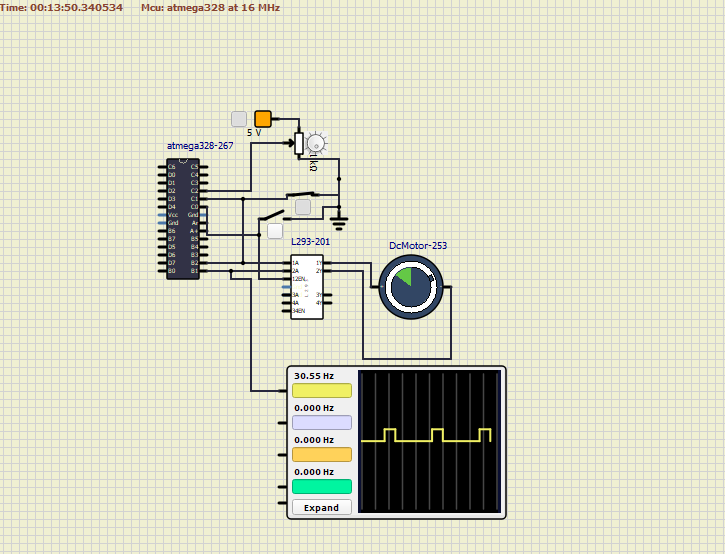 Time: 00:13:50.340534 Mcu: atmega328 at 16 MHz
5 V
atmega328-267
1 kΩ
C6 C5
D0 C4
D1 C3
D2 C2
D3 C1
D4 C0
Vcc Gnd
Gnd
B6
B7 B5
D5 B4
D6 B3
D7 B2
B0 B1
L293-201
1A 1Y
2A 2Y
12EN
3A 3Y
4A 4Y
34EN
DcMotor-253
30.55 Hz
0.000 Hz
0.000 Hz
0.000 Hz
Expand